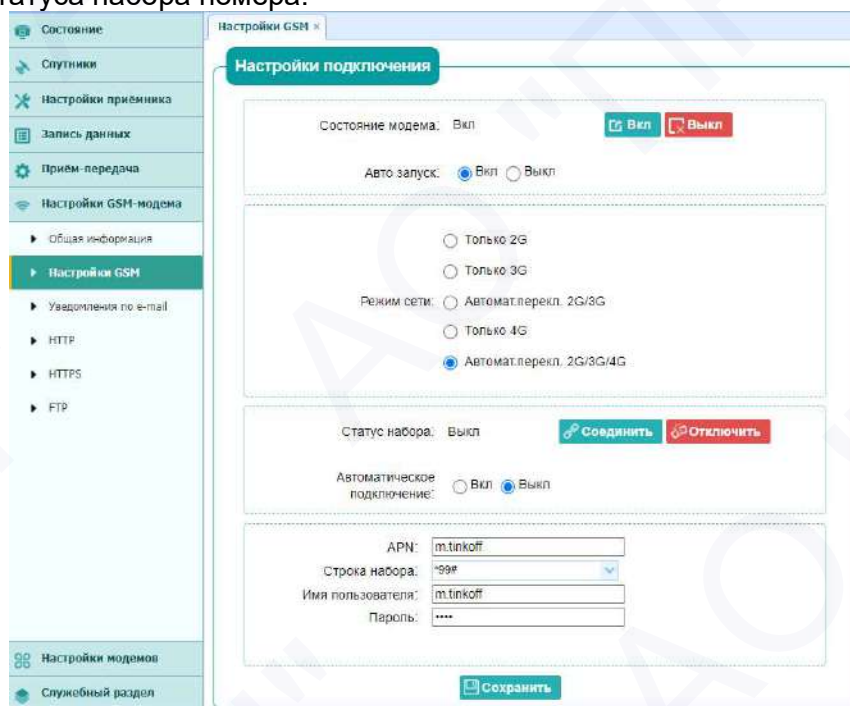 татуса набора номера.
Состояние
Спутники
Настройки приёмника
Запись данных
Приём-передача
Настройки GSM-модема
Общая информация
Настройки GSM
Уведомления по e-mail
HTTP
HTTPS
FTP
Настройки модемов
Служебный раздел
Настройки GSM ×
Настройки подключения
Состояние модема: Вкл Вкл Выкл
Авто запуск: Вкл Выкл
Только 2G
Только 3G
Режим сети: Автомат.перекл. 2G/3G
Только 4G
Автомат.перекл. 2G/3G/4G
Статус набора: Выкл Соединить Отключить
Автоматическое
подключение: Вкл Выкл
APN: m.tinkoff
Строка набора: *99#
Имя пользователя: m.tinkoff
Пароль: ••••
Сохранить